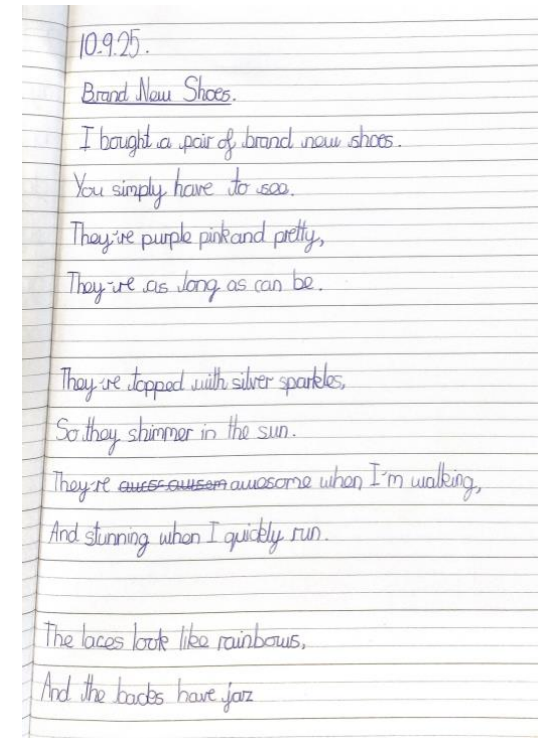 10.9.25.
Brand New Shoes.
I bought a pair of brand new shoes.
You simply have to see.
They're purple pink and pretty,
They're as long as can be.
They're topped with silver sparkles,
So they shimmer in the sun.
They're awesome when I'm walking,
And stunning when I quickly run.
The laces look like rainbows,
And the backs have jaz